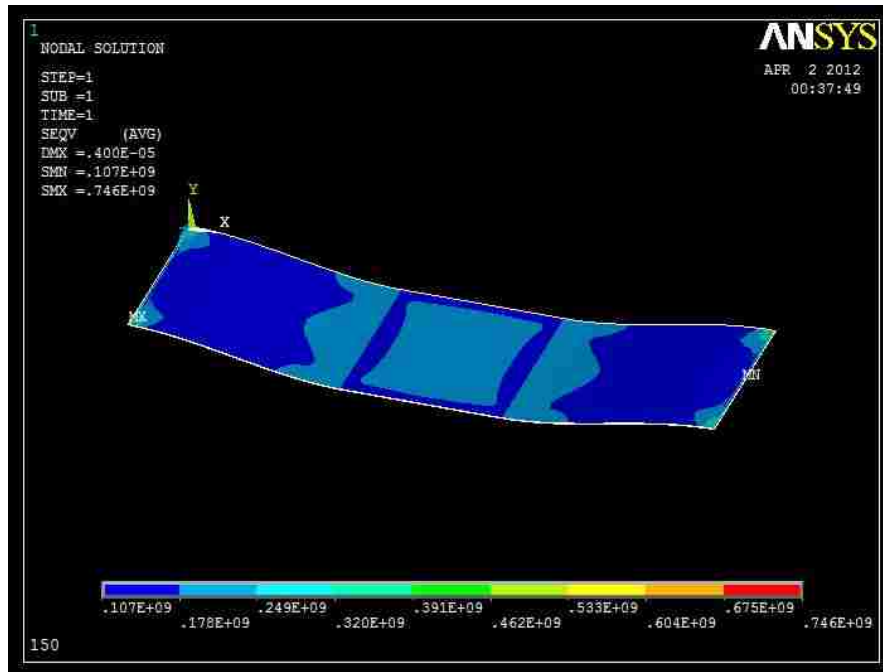 1
NODAL SOLUTION
ANSYS
APR 2 2012
00:37:49
STEP=1
SUB =1
TIME=1
SEQV (AVG)
DMX =.400E-05
SMN =.107E+09
SMX =.746E+09
Y
X
MX
MN
.107E+09 .249E+09 .391E+09 .533E+09 .675E+09
.178E+09 .320E+09 .462E+09 .604E+09 .746E+09
150